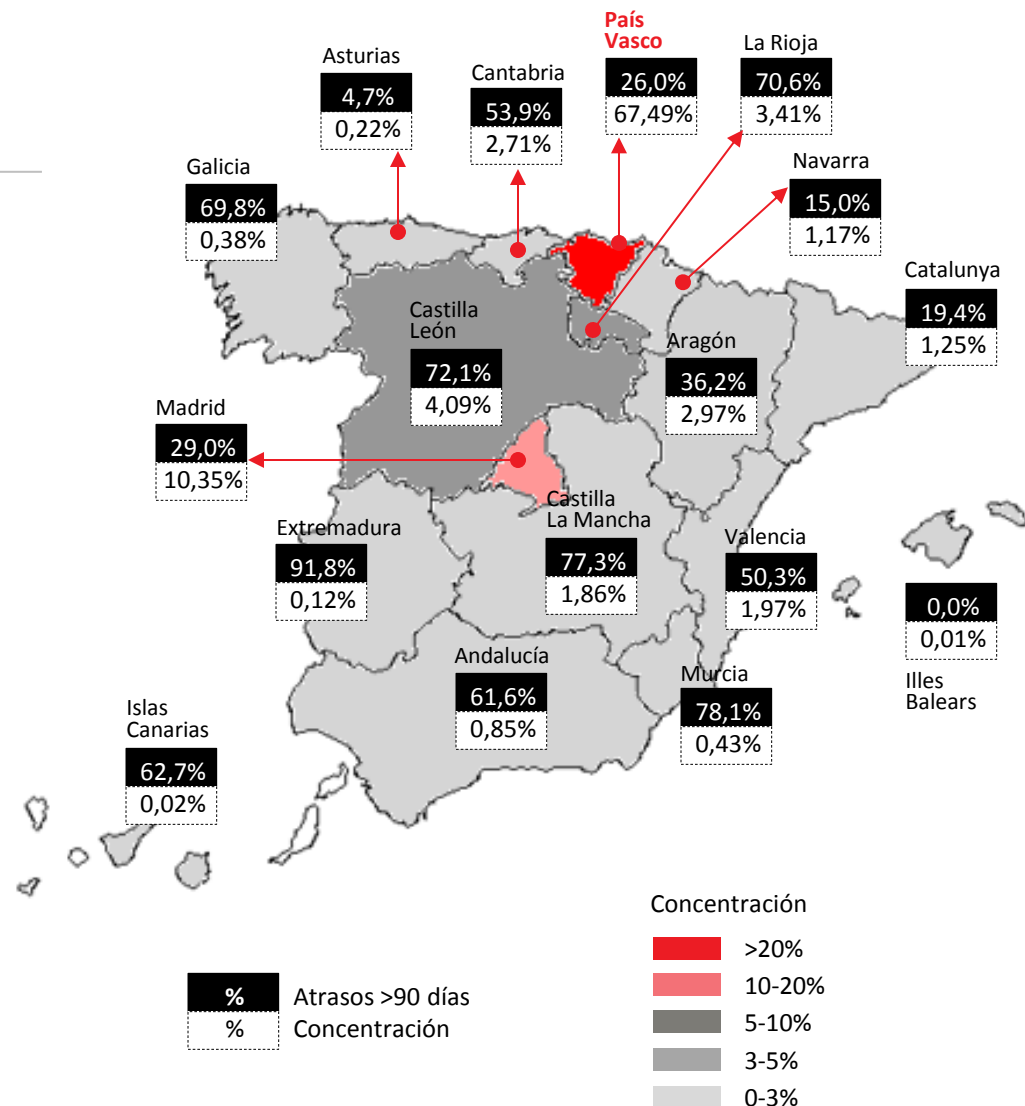 País
Vasco
26,0%
67,49%
La Rioja
70,6%
3,41%
Asturias
4,7%
0,22%
Cantabria
53,9%
2,71%
Navarra
15,0%
1,17%
Galicia
69,8%
0,38%
Catalunya
19,4%
1,25%
Castilla
León
72,1%
4,09%
Aragón
36,2%
2,97%
Madrid
29,0%
10,35%
Castilla
La Mancha
77,3%
1,86%
Extremadura
91,8%
0,12%
Valencia
50,3%
1,97%
0,0%
0,01%
Illes
Balears
Andalucía
61,6%
0,85%
Murcia
78,1%
0,43%
Islas
Canarias
62,7%
0,02%
Concentración
>20%
10-20%
5-10%
3-5%
0-3%
% Atrasos >90 días
% Concentración